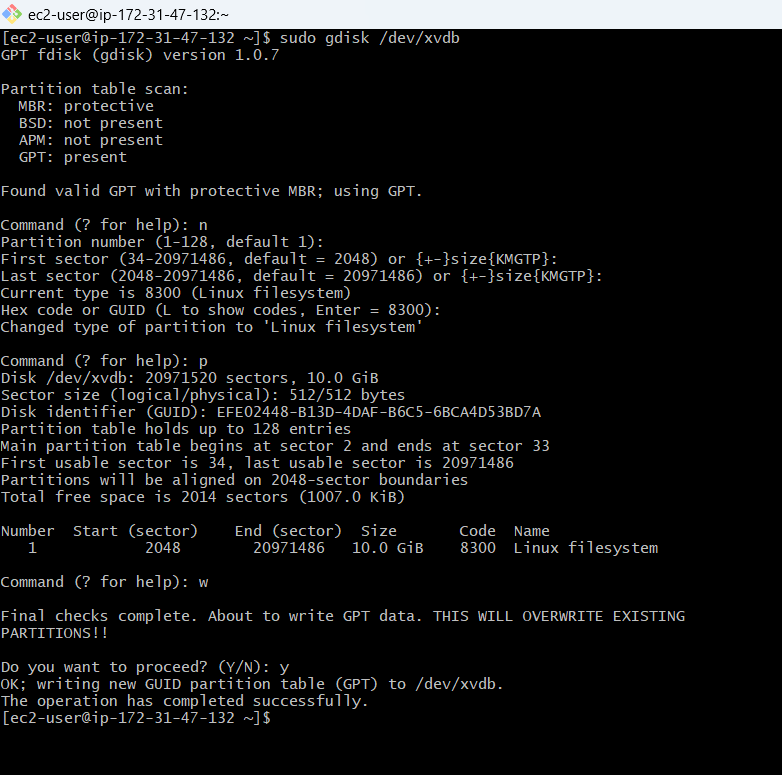 ec2-user@ip-172-31-47-132:~
[ec2-user@ip-172-31-47-132 ~]$ sudo gdisk /dev/xvdb
GPT fdisk (gdisk) version 1.0.7
Partition table scan:
  MBR: protective
  BSD: not present
  APM: not present
  GPT: present
Found valid GPT with protective MBR; using GPT.
Command (? for help): n
Partition number (1-128, default 1):
First sector (34-20971486, default = 2048) or {+-}size{KMGTP}:
Last sector (2048-20971486, default = 20971486) or {+-}size{KMGTP}:
Current type is 8300 (Linux filesystem)
Hex code or GUID (L to show codes, Enter = 8300):
Changed type of partition to 'Linux filesystem'
Command (? for help): p
Disk /dev/xvdb: 20971520 sectors, 10.0 GiB
Sector size (logical/physical): 512/512 bytes
Disk identifier (GUID): EFE02448-B13D-4DAF-B6C5-6BCA4D53BD7A
Partition table holds up to 128 entries
Main partition table begins at sector 2 and ends at sector 33
First usable sector is 34, last usable sector is 20971486
Partitions will be aligned on 2048-sector boundaries
Total free space is 2014 sectors (1007.0 KiB)
Number  Start (sector)    End (sector)  Size       Code  Name
   1            2048        20971486   10.0 GiB    8300  Linux filesystem
Command (? for help): w
Final checks complete. About to write GPT data. THIS WILL OVERWRITE EXISTING
PARTITIONS!!
Do you want to proceed? (Y/N): y
OK; writing new GUID partition table (GPT) to /dev/xvdb.
The operation has completed successfully.
[ec2-user@ip-172-31-47-132 ~]$